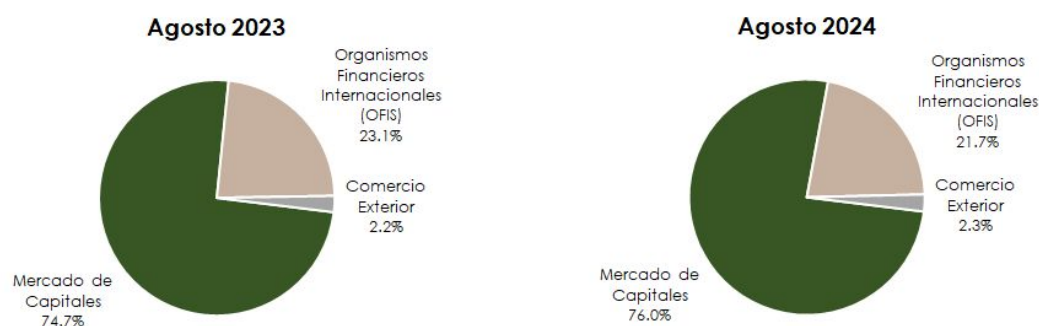 Agosto 2023
Organismos
Financieros
Internacionales
(OFIS)
23.1%
Comercio
Exterior
2.2%
Mercado de
Capitales
74.7%
Agosto 2024
Organismos
Financieros
Internacionales
(OFIS)
21.7%
Comercio
Exterior
2.3%
Mercado de
Capitales
76.0%